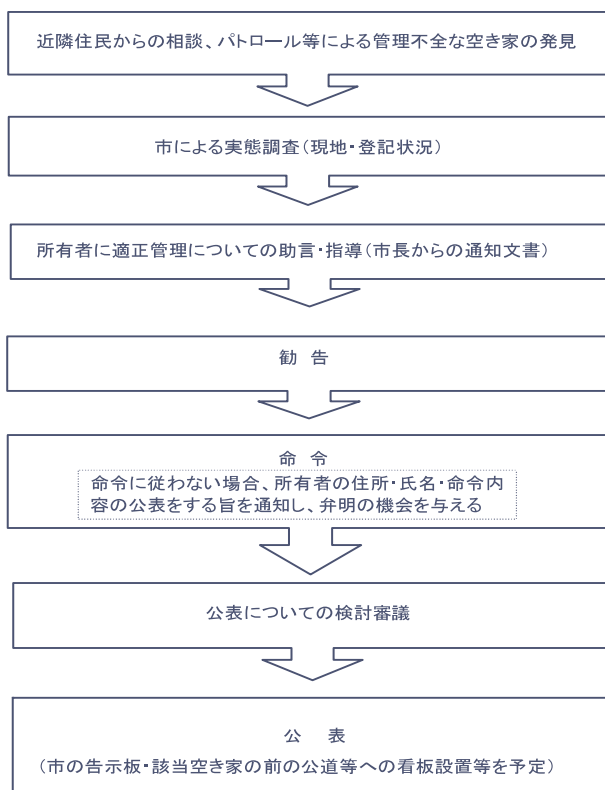 近隣住民からの相談、パトロール等による管理不全な空き家の発見
市による実態調査(現地・登記状況)
所有者に適正管理についての助言・指導(市長からの通知文書)
勧 告
命 令
命令に従わない場合、所有者の住所・氏名・命令内
容の公表をする旨を通知し、弁明の機会を与える
公表についての検討審議
公 表
(市の告示板・該当空き家の前の公道等への看板設置等を予定)